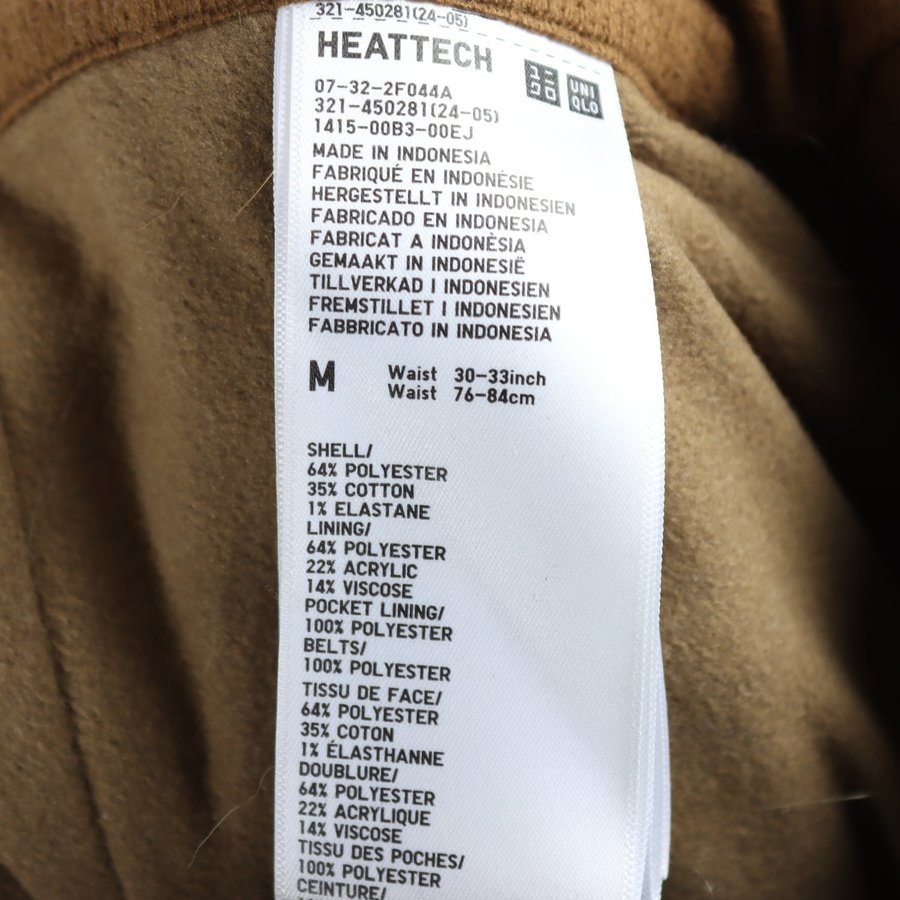 321-450281(24-05)
HEATTECH
UNI
QLO
07-32-2F044A
321-450281(24-05)
1415-00B3-00EJ
MADE IN INDONESIA
FABRIQUÉ EN INDONÉSIE
HERGESTELLT IN INDONESIEN
FABRICADO EN INDONESIA
FABRICAT A INDONÈSIA
GEMAAKT IN INDONESIË
TILLVERKAD I INDONESIEN
FREMSTILLET I INDONESIEN
FABBRICATO IN INDONESIA
M Waist 30-33inch
Waist 76-84cm
SHELL/
64% POLYESTER
35% COTTON
1% ELASTANE
LINING/
64% POLYESTER
22% ACRYLIC
14% VISCOSE
POCKET LINING/
100% POLYESTER
BELTS/
100% POLYESTER
TISSU DE FACE/
64% POLYESTER
35% COTON
1% ÉLASTHANNE
DOUBLURE/
64% POLYESTER
22% ACRYLIQUE
14% VISCOSE
TISSU DES POCHES/
100% POLYESTER
CEINTURE/